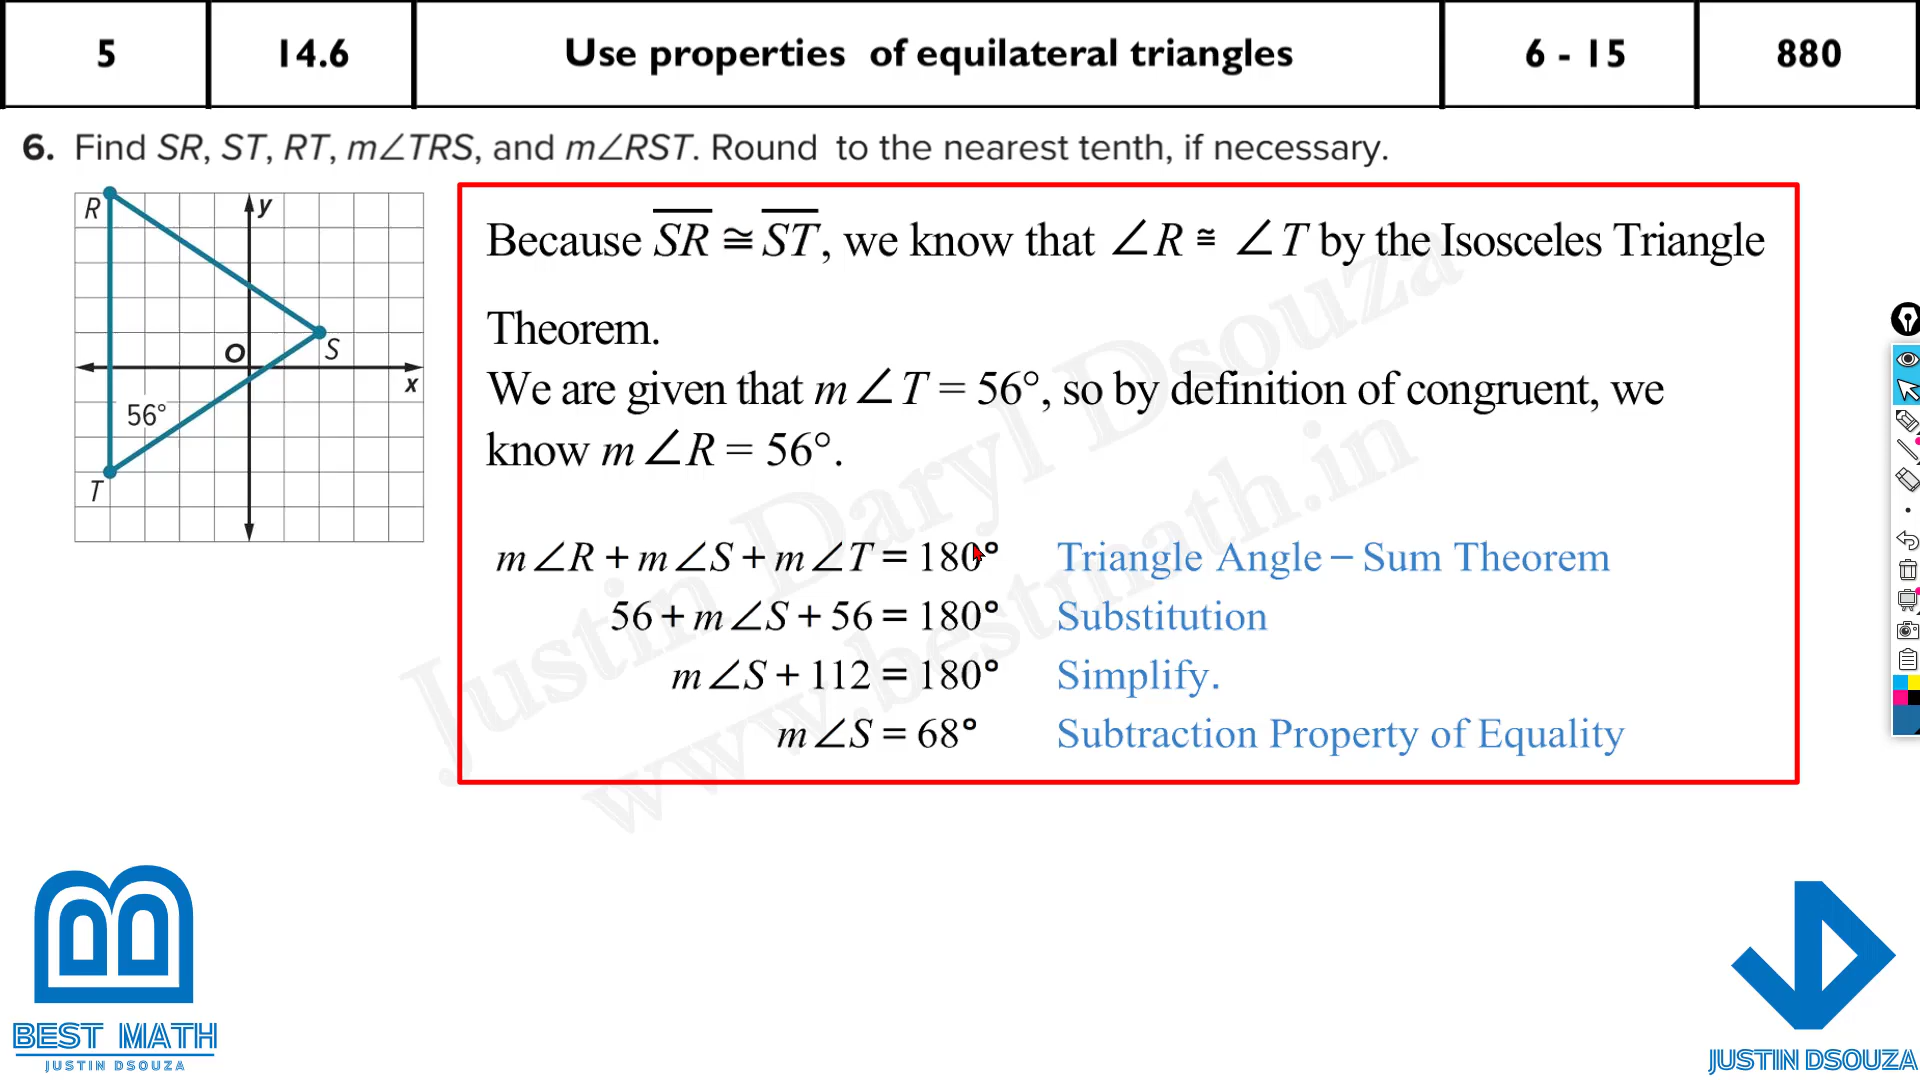 5 14.6 Use properties of equilateral triangles 6 - 15 880
6. Find SR, ST, RT, m∠TRS, and m∠RST. Round to the nearest tenth, if necessary.
R
y
O
S
x
56°
T
Because SR ≅ ST, we know that ∠R ≅ ∠T by the Isosceles Triangle
Theorem.
We are given that m∠T = 56°, so by definition of congruent, we
know m∠R = 56°.
m∠R + m∠S + m∠T = 180° Triangle Angle – Sum Theorem
56 + m∠S + 56 = 180° Substitution
m∠S + 112 = 180° Simplify.
m∠S = 68° Subtraction Property of Equality
Justin Daryl Dsouza
www.bestmath.in
BEST MATH
JUSTIN DSOUZA
JUSTIN DSOUZA